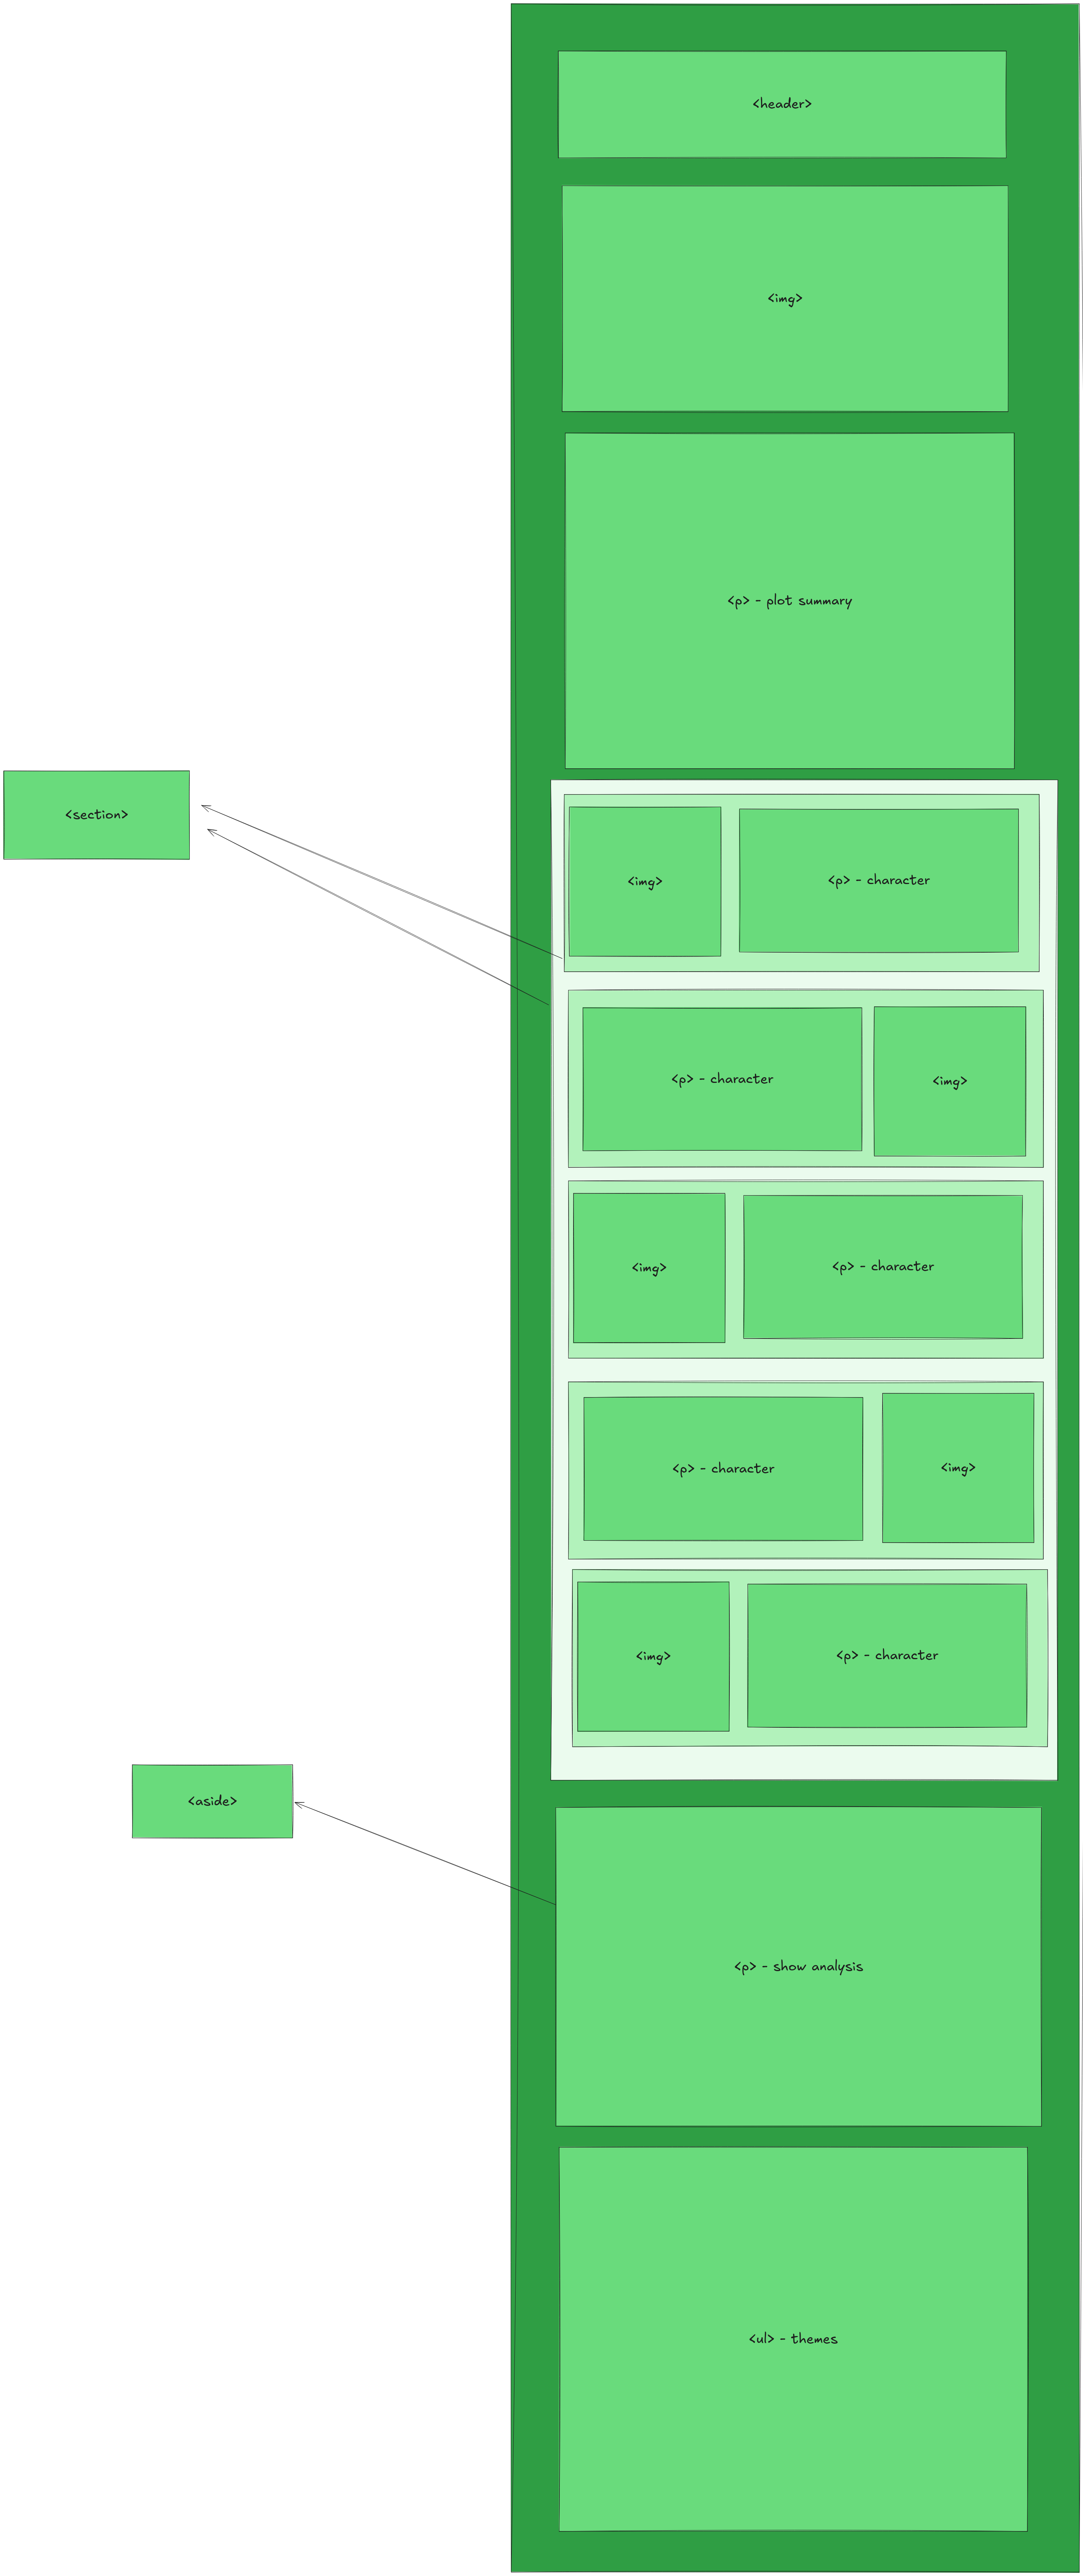 <header>
<img>
<p> - plot summary
<section>
<img>
<p> - character
<p> - character
<img>
<img>
<p> - character
<p> - character
<img>
<img>
<p> - character
<aside>
<p> - show analysis
<ul> - themes